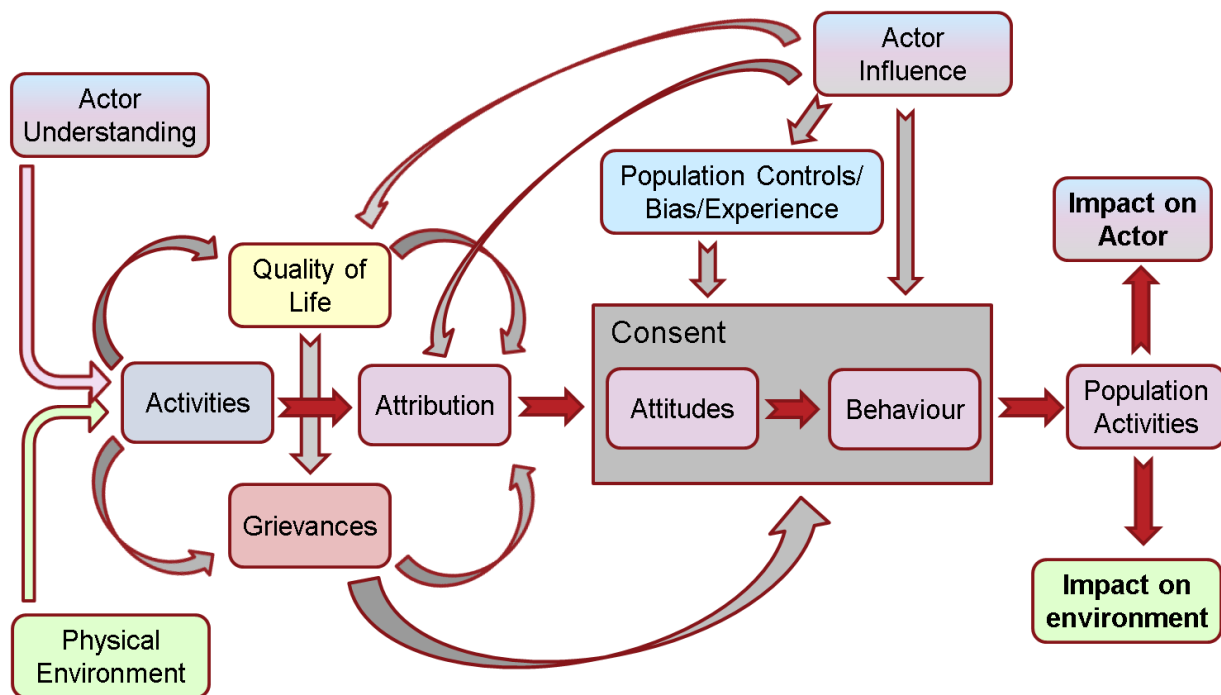 Actor
Influence
Actor
Understanding
Population Controls/
Bias/Experience
Impact on
Actor
Quality of
Life
Consent
Activities
Attribution
Attitudes
Behaviour
Population
Activities
Grievances
Impact on
environment
Physical
Environment